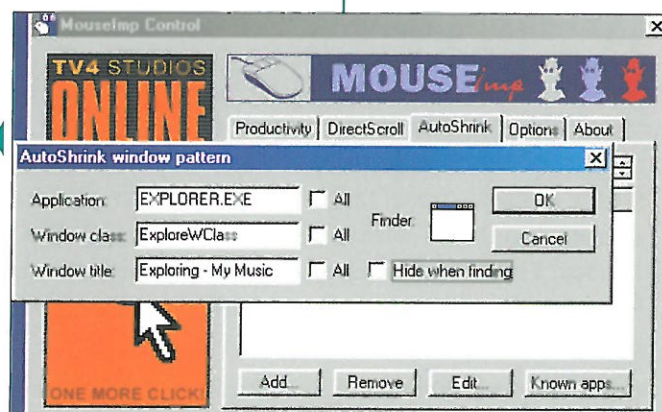 MouseImp Control
TV4 STUDIOS
ONLINE
MOUSE imp
Productivity DirectScroll AutoShrink Options About
AutoShrink window pattern
Application: EXPLORER.EXE All Finder: OK
Window class: ExploreWClass All Cancel
Window title: Exploring - My Music All Hide when finding
ONE MORE CLICK!
Add... Remove Edit... Known apps...